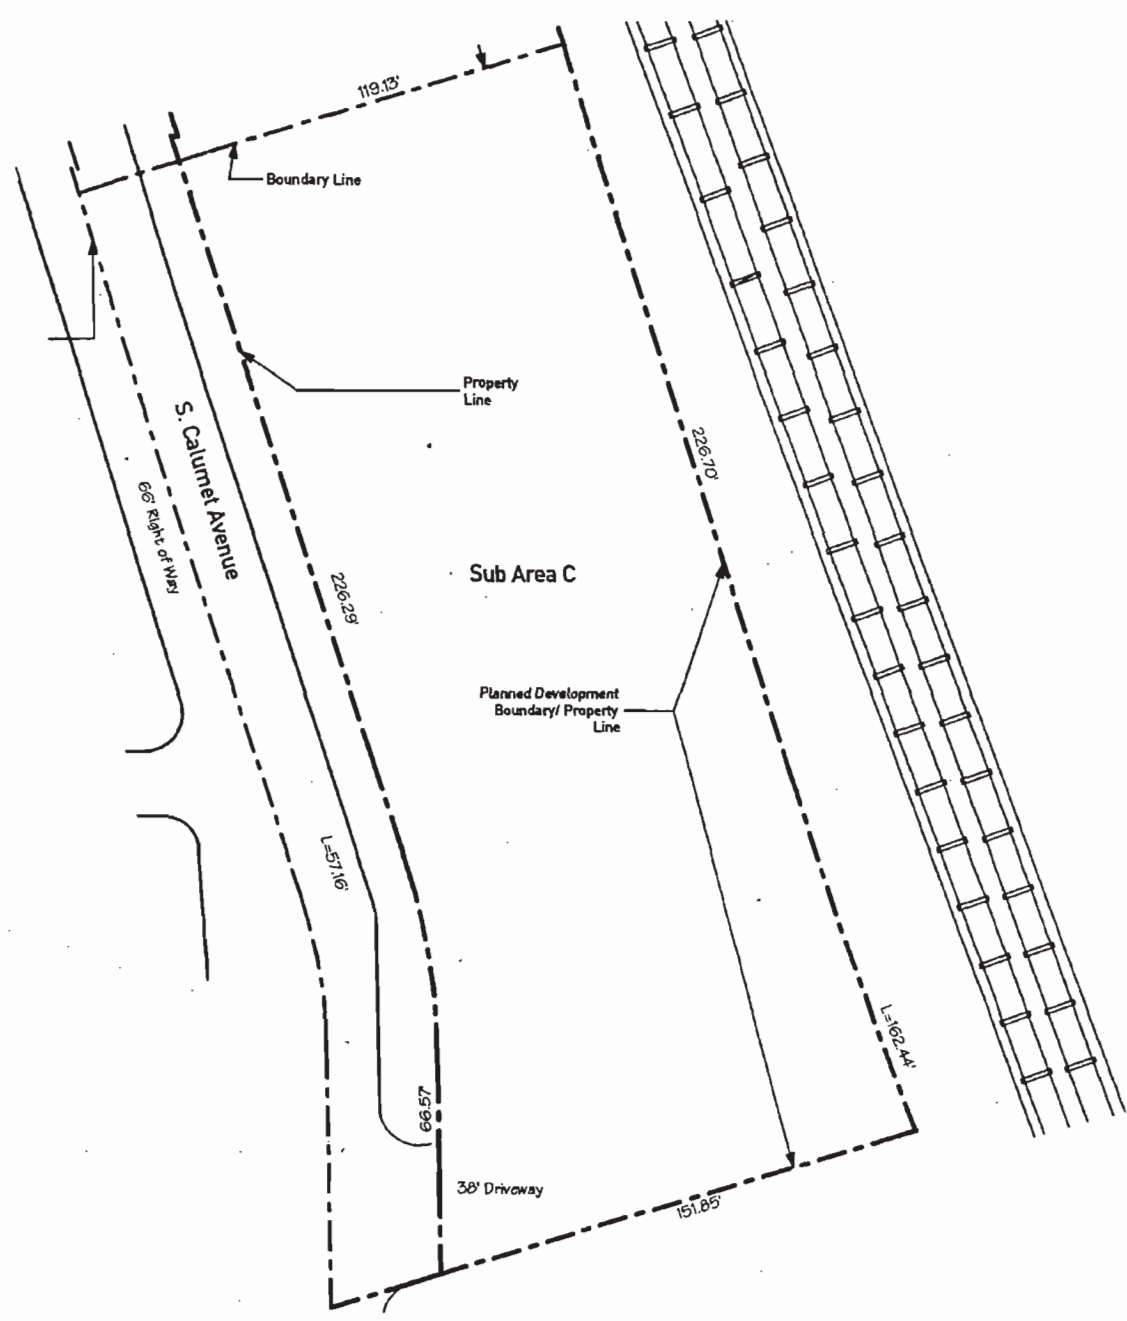 119.13'
Boundary Line
Property
Line
S. Calumet Avenue
66' Right of Way
226.70'
226.29'
Sub Area C
Planned Development
Boundary/ Property
Line
L=57.16'
L=162.44'
66.57'
38' Driveway
151.85'